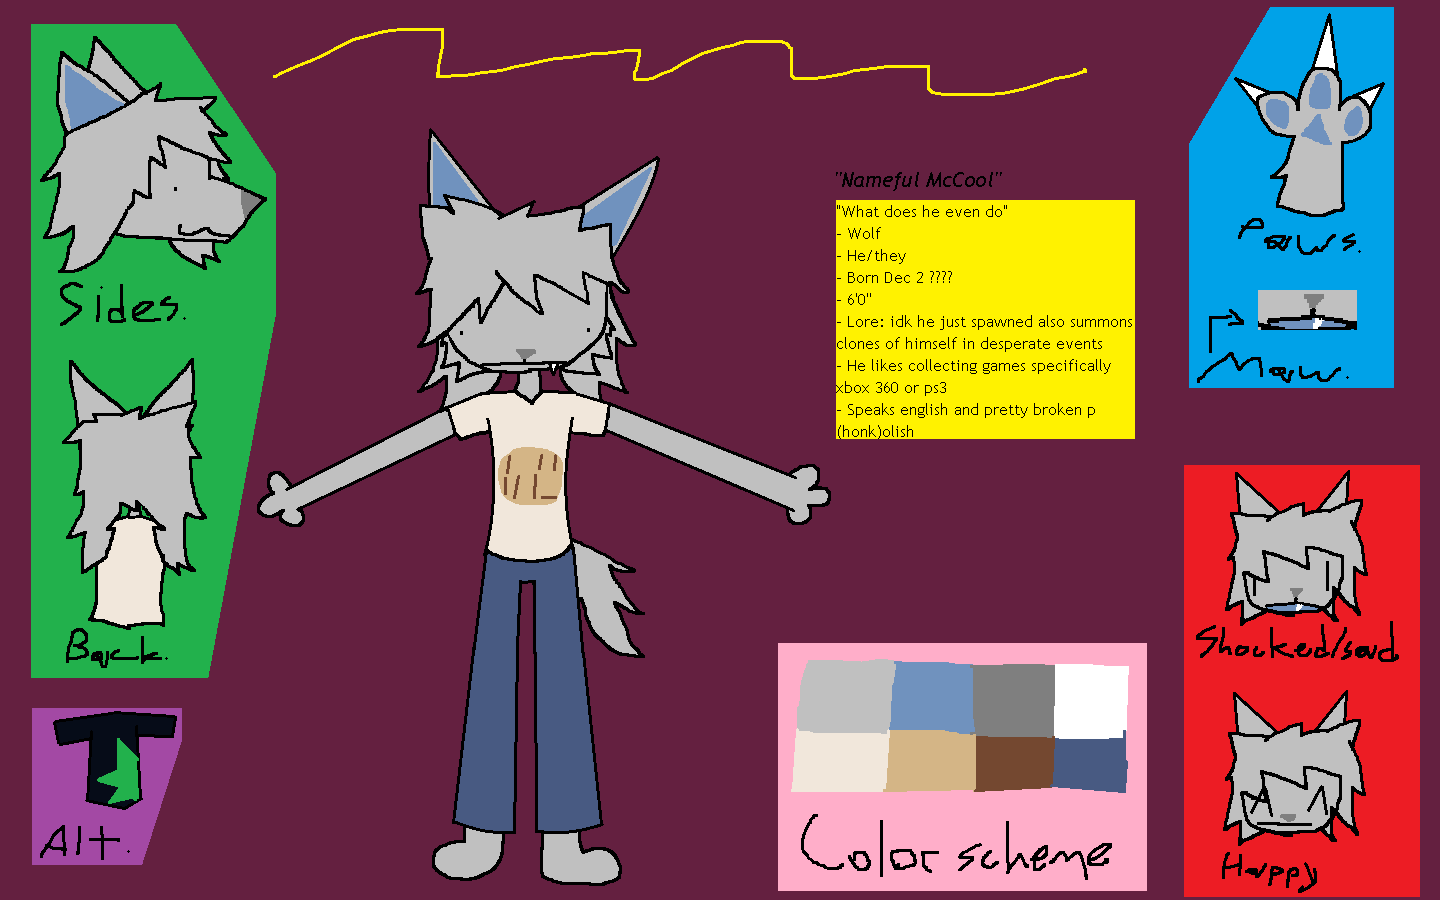 "Nameful McCool"
"What does he even do"
- Wolf
- He/they
- Born Dec 2 ????
- 6'0"
- Lore: idk he just spawned also summons
clones of himself in desperate events
- He likes collecting games specifically
xbox 360 or ps3
- Speaks english and pretty broken p
(honk)olish
Sides.
Back.
Alt.
Paws.
Maw.
Shocked/sad
Happy
Color scheme